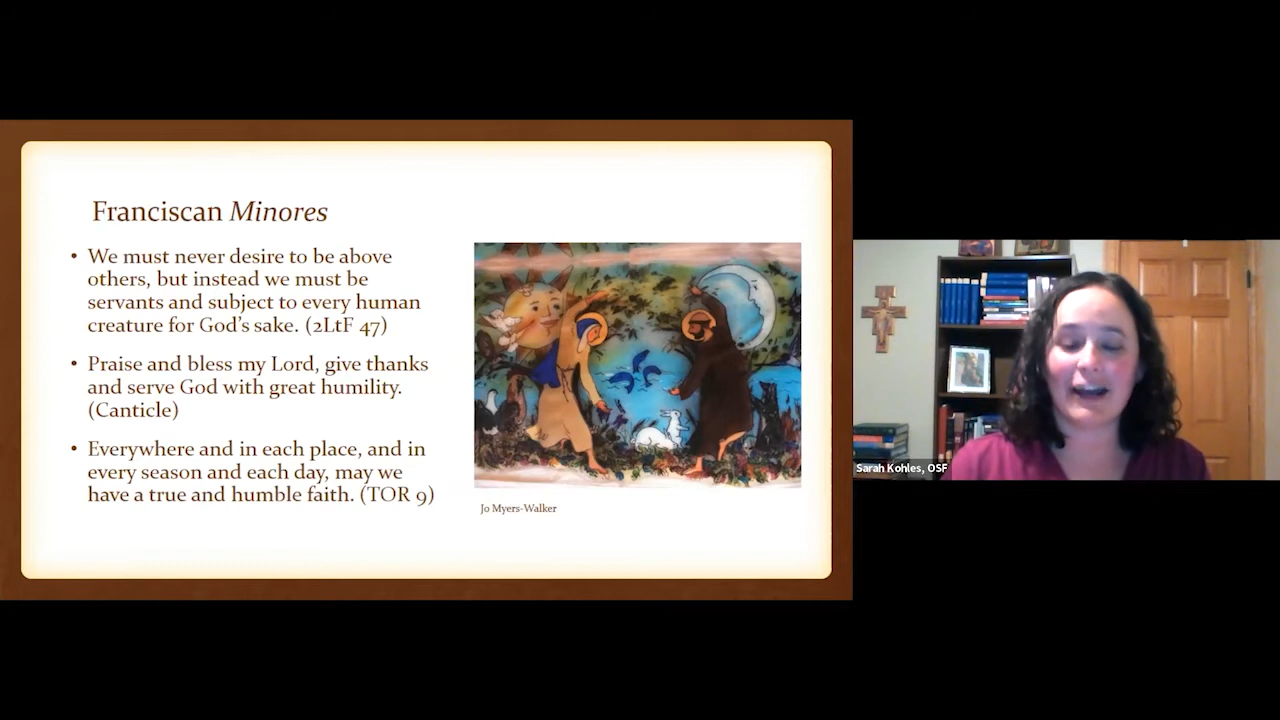 Franciscan Minores
• We must never desire to be above
others, but instead we must be
servants and subject to every human
creature for God's sake. (2LtF 47)
• Praise and bless my Lord, give thanks
and serve God with great humility.
(Canticle)
• Everywhere and in each place, and in
every season and each day, may we
have a true and humble faith. (TOR 9)
Jo Myers-Walker
Sarah Kohles, OSF